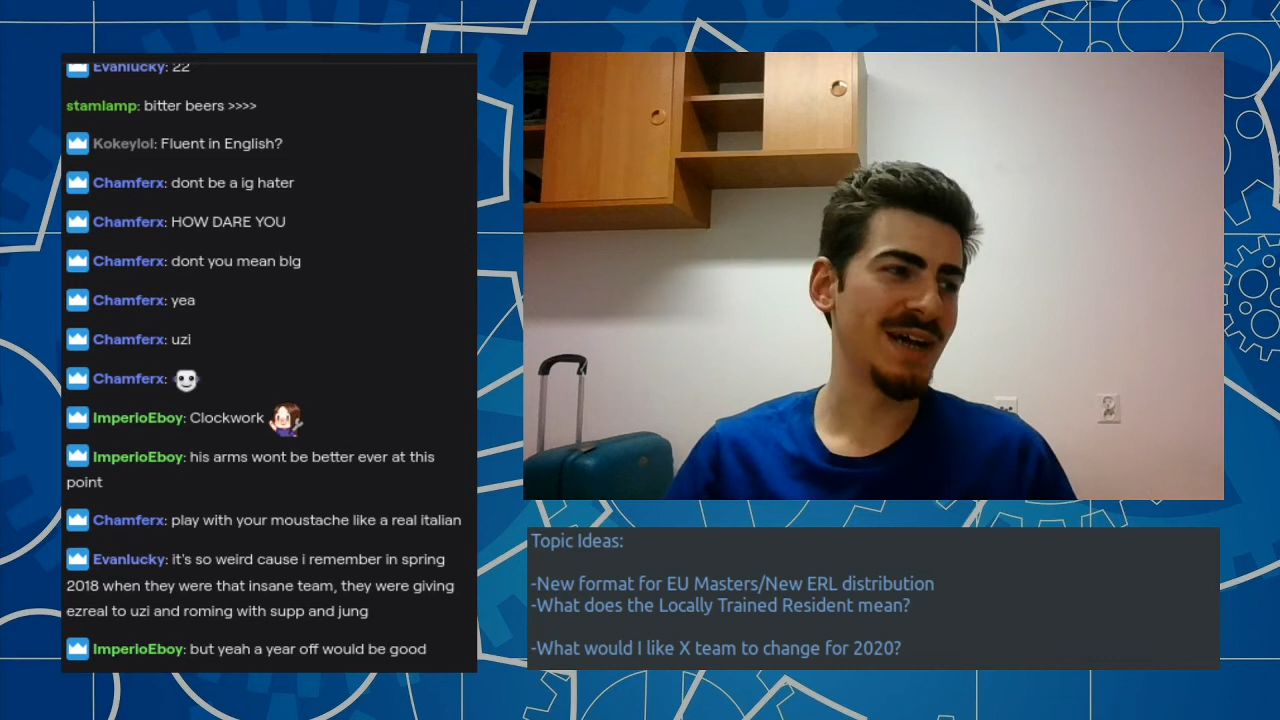 Evanlucky: 22
stamlamp: bitter beers >>>>
Kokeylol: Fluent in English?
Chamferx: dont be a ig hater
Chamferx: HOW DARE YOU
Chamferx: dont you mean blg
Chamferx: yea
Chamferx: uzi
Chamferx:
ImperioEboy: Clockwork
ImperioEboy: his arms wont be better ever at this
point
Chamferx: play with your moustache like a real italian
Evanlucky: it's so weird cause i remember in spring
2018 when they were that insane team, they were giving
ezreal to uzi and roming with supp and jung
ImperioEboy: but yeah a year off would be good
Topic Ideas:
-New format for EU Masters/New ERL distribution
-What does the Locally Trained Resident mean?
-What would I like X team to change for 2020?